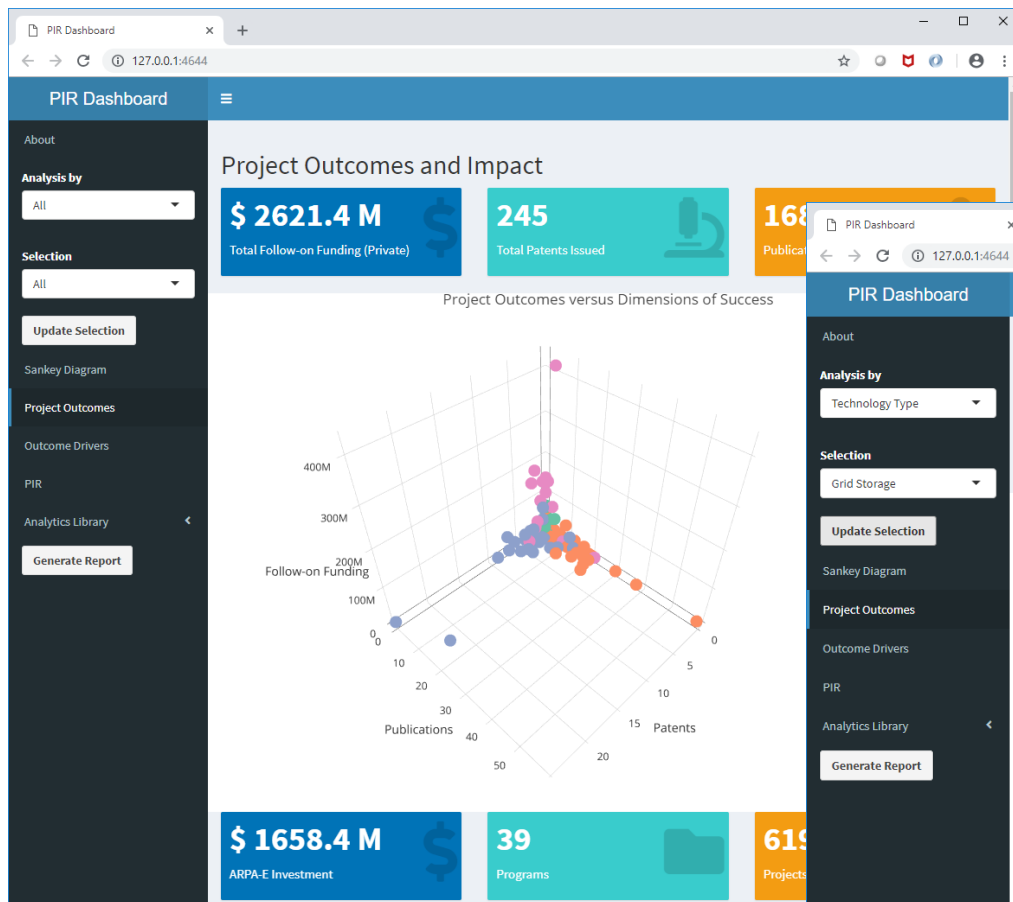 PIR Dashboard
127.0.0.1:4644
PIR Dashboard
About
Analysis by
All
Selection
All
Update Selection
Sankey Diagram
Project Outcomes
Outcome Drivers
PIR
Analytics Library
Generate Report
Project Outcomes and Impact
$ 2621.4 M
Total Follow-on Funding (Private)
245
Total Patents Issued
Project Outcomes versus Dimensions of Success
400M
300M
200M
Follow-on Funding
100M
0
0
10
20
30
40
50
Publications
0
5
10
15
20
Patents
$ 1658.4 M
ARPA-E Investment
39
Programs
619
Projects
PIR Dashboard
127.0.0.1:4644
PIR Dashboard
About
Analysis by
Technology Type
Selection
Grid Storage
Update Selection
Sankey Diagram
Project Outcomes
Outcome Drivers
PIR
Analytics Library
Generate Report